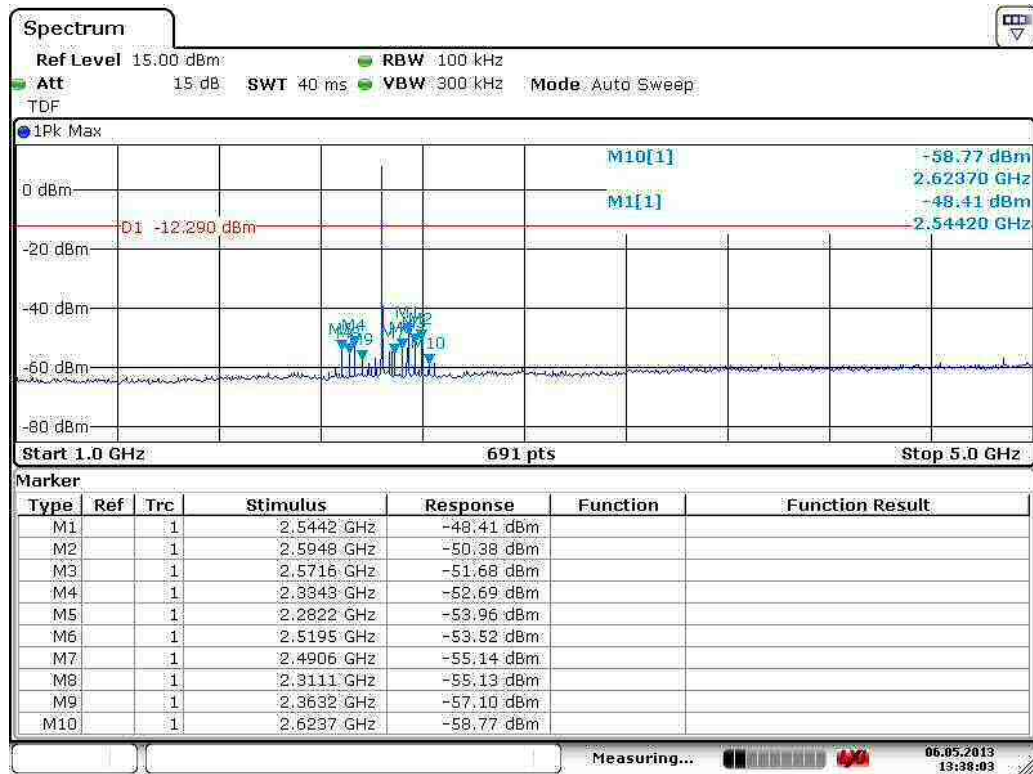 Spectrum
Ref Level 15.00 dBm RBW 100 kHz
Att 15 dB SWT 40 ms VBW 300 kHz Mode Auto Sweep
TDF
1Pk Max
M10[1] -58.77 dBm
2.62370 GHz
M1[1] -48.41 dBm
2.54420 GHz
0 dBm
D1 -12.290 dBm
-20 dBm
-40 dBm
M4
M9
M2
10
-60 dBm
-80 dBm
Start 1.0 GHz 691 pts Stop 5.0 GHz
Marker
Type Ref Trc Stimulus Response Function Function Result
M1 1 2.5442 GHz -48.41 dBm
M2 1 2.5948 GHz -50.38 dBm
M3 1 2.5716 GHz -51.68 dBm
M4 1 2.3343 GHz -52.69 dBm
M5 1 2.2822 GHz -53.96 dBm
M6 1 2.5195 GHz -53.52 dBm
M7 1 2.4906 GHz -55.14 dBm
M8 1 2.3111 GHz -55.13 dBm
M9 1 2.3632 GHz -57.10 dBm
M10 1 2.6237 GHz -58.77 dBm
Measuring... 06.05.2013
13:38:03